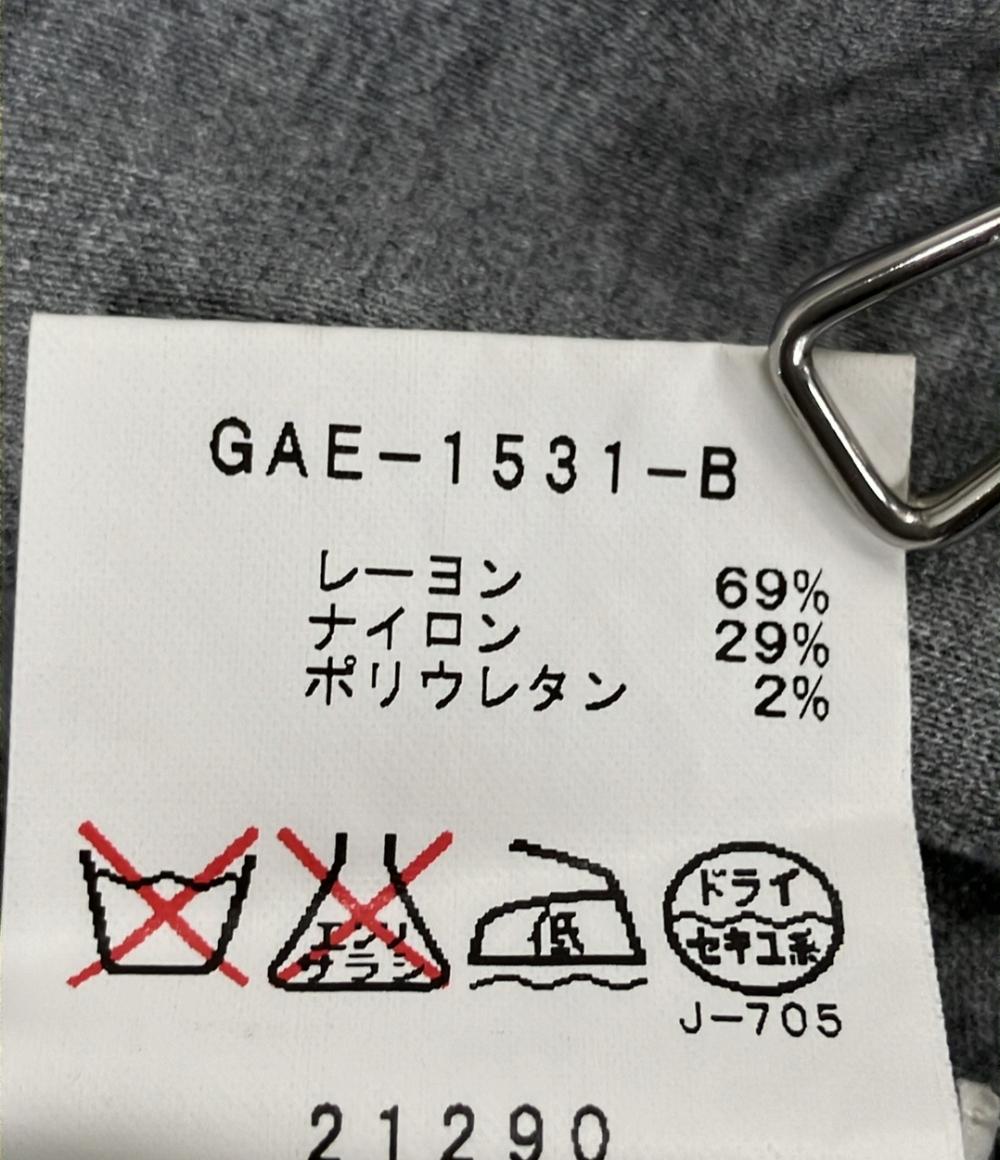 GAE-1531-B
レーヨン 69%
ナイロン 29%
ポリウレタン 2%
エンソ
サラシ
低
ドライ
セキユ系
J-705
21290